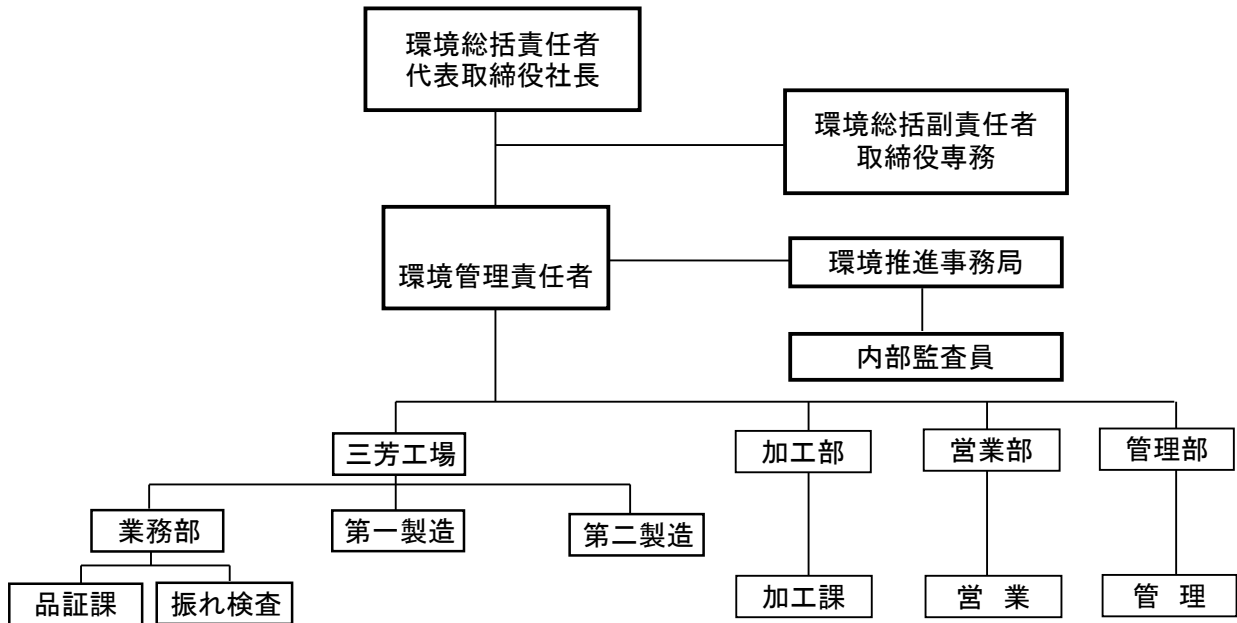 環境総括責任者
代表取締役社長
環境総括副責任者
取締役専務
環境管理責任者
環境推進事務局
内部監査員
三芳工場
加工部
営業部
管理部
業務部
第一製造
第二製造
品証課
振れ検査
加工課
営 業
管 理